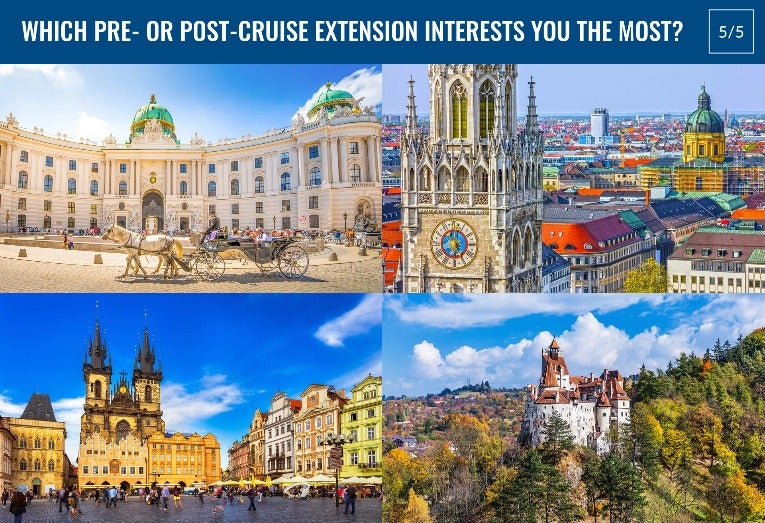 WHICH PRE- OR POST-CRUISE EXTENSION INTERESTS YOU THE MOST? 5/5